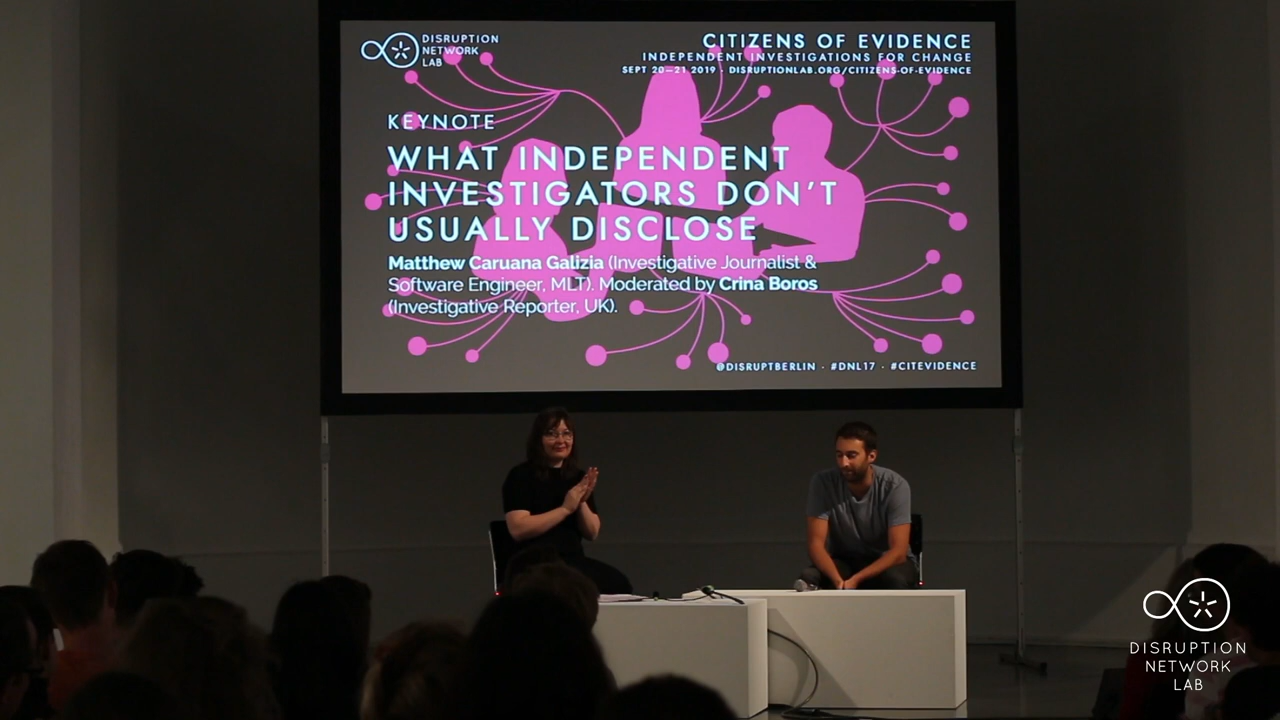 DISRUPTION
NETWORK
LAB
CITIZENS OF EVIDENCE
INDEPENDENT INVESTIGATIONS FOR CHANGE
SEPT 20—21 2019 | DISRUPTIONLAB.ORG/CITIZENS-OF-EVIDENCE
KEYNOTE
WHAT INDEPENDENT
INVESTIGATORS DON'T
USUALLY DISCLOSE
Matthew Caruana Galizia (Investigative Journalist &
Software Engineer, MLT). Moderated by Crina Boros
(Investigative Reporter, UK).
@DISRUPTBERLIN · #DNL17 · #CITEVIDENCE
DISRUPTION
NETWORK
LAB